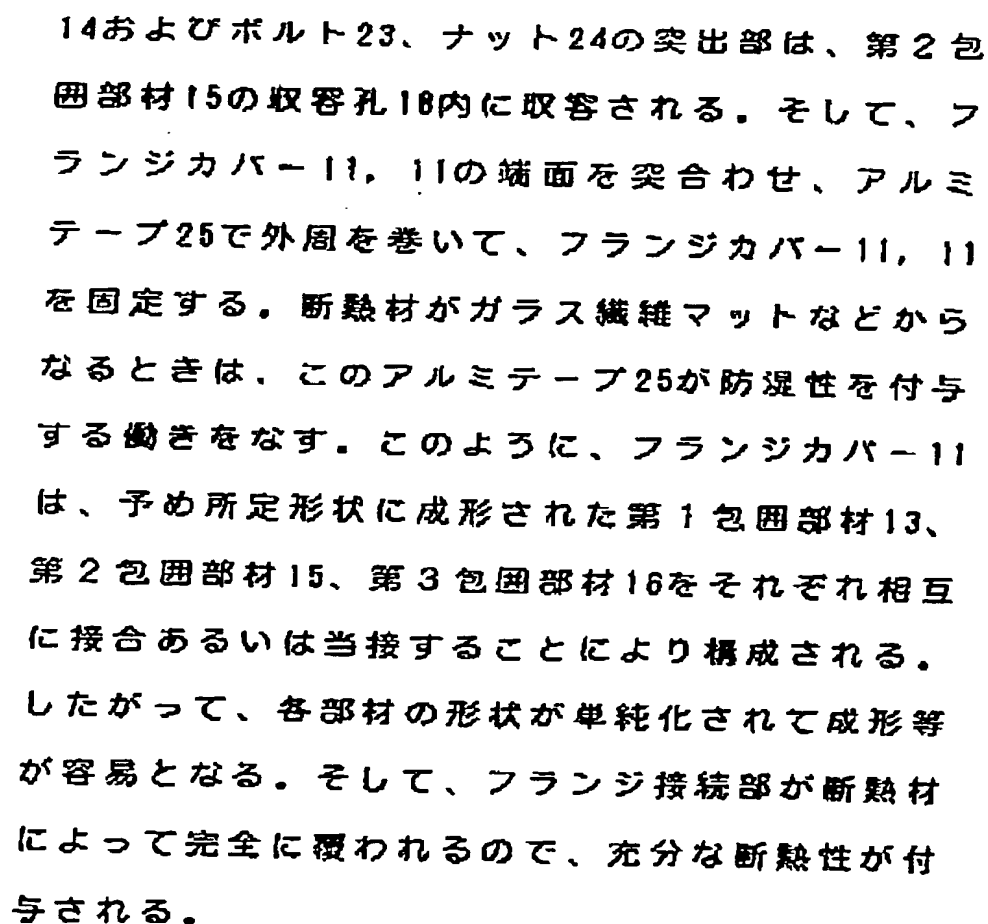 14およびボルト23、ナット24の突出部は、第2包
囲部材15の収容孔18内に収容される。そして、フ
ランジカバー11，11の端面を突合わせ、アルミ
テープ25で外周を巻いて、フランジカバー11，11
を固定する。断熱材がガラス繊維マットなどから
なるときは、このアルミテープ25が防湿性を付与
する働きをなす。このように、フランジカバー11
は、予め所定形状に成形された第1包囲部材13、
第2包囲部材15、第3包囲部材16をそれぞれ相互
に接合あるいは当接することにより構成される。
したがって、各部材の形状が単純化されて成形等
が容易となる。そして、フランジ接続部が断熱材
によって完全に覆われるので、充分な断熱性が付
与される。